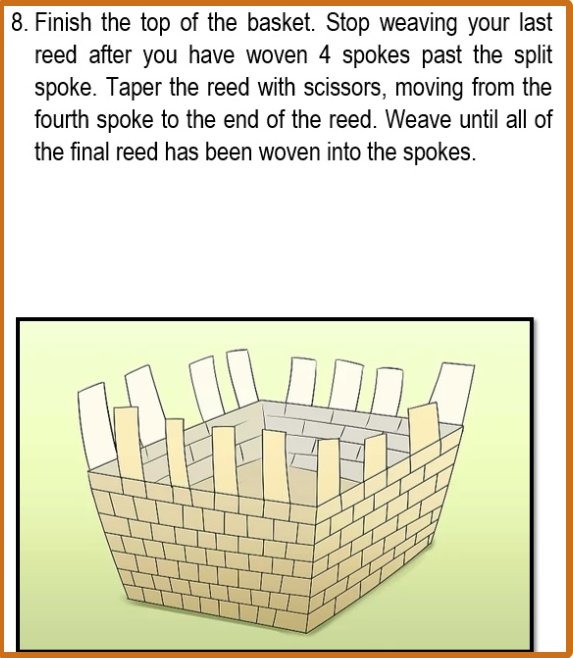 8. Finish the top of the basket. Stop weaving your last
reed after you have woven 4 spokes past the split
spoke. Taper the reed with scissors, moving from the
fourth spoke to the end of the reed. Weave until all of
the final reed has been woven into the spokes.